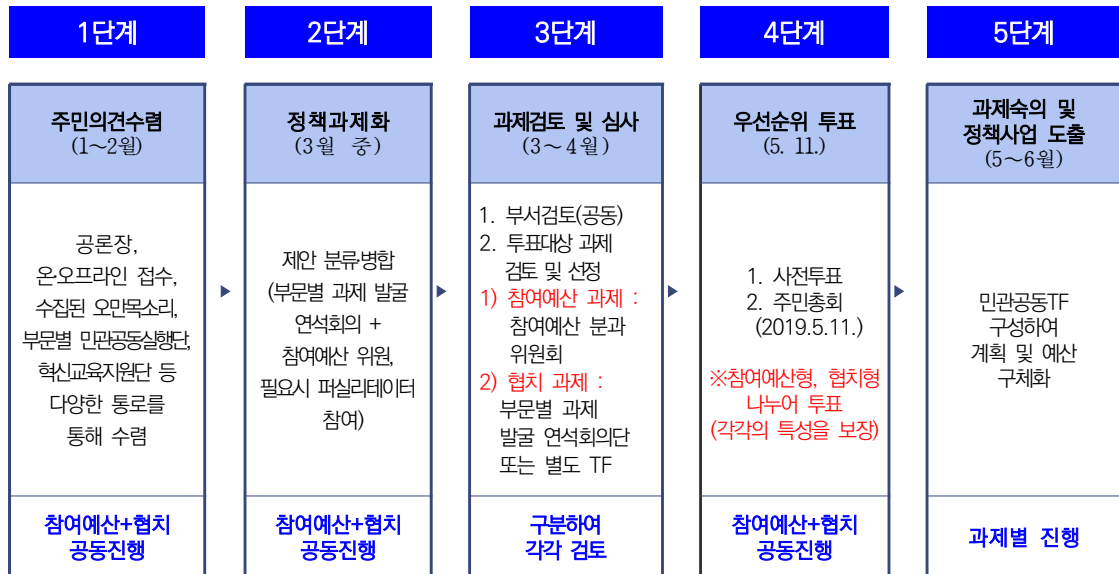 1단계
주민의견수렴
(1～2월)
공론장,
온·오프라인 접수,
수집된 오만목소리,
부문별 민관공동실행단,
혁신교육지원단 등
다양한 통로를
통해 수렴
참여예산+협치
공동진행
2단계
정책과제화
(3월 중)
제안 분류·병합
(부문별 과제 발굴
연석회의 +
참여예산 위원,
필요시 퍼실리테이터
참여)
참여예산+협치
공동진행
3단계
과제검토 및 심사
(3～4월)
1. 부서검토(공동)
2. 투표대상 과제
검토 및 선정
1) 참여예산 과제 :
참여예산 분과
위원회
2) 협치 과제 :
부문별 과제
발굴 연석회의단
또는 별도 TF
구분하여
각각 검토
4단계
우선순위 투표
(5. 11.)
1. 사전투표
2. 주민총회
(2019.5.11.)
※참여예산형, 협치형
나누어 투표
(각각의 특성을 보장)
참여예산+협치
공동진행
5단계
과제숙의 및
정책사업 도출
(5～6월)
민관공동TF
구성하여
계획 및 예산
구체화
과제별 진행